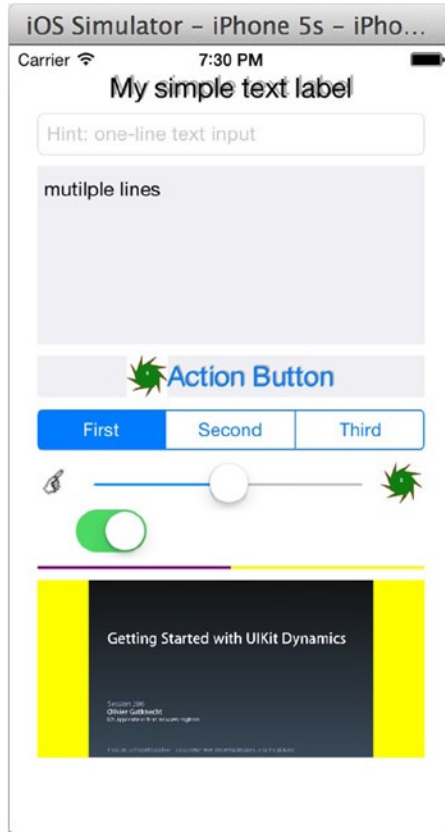 iOS Simulator – iPhone 5s – iPho...
Carrier 7:30 PM
My simple text label
Hint: one-line text input
mutilple lines
Action Button
First Second Third
Getting Started with UIKit Dynamics
Session 206
Olivier Gutknecht